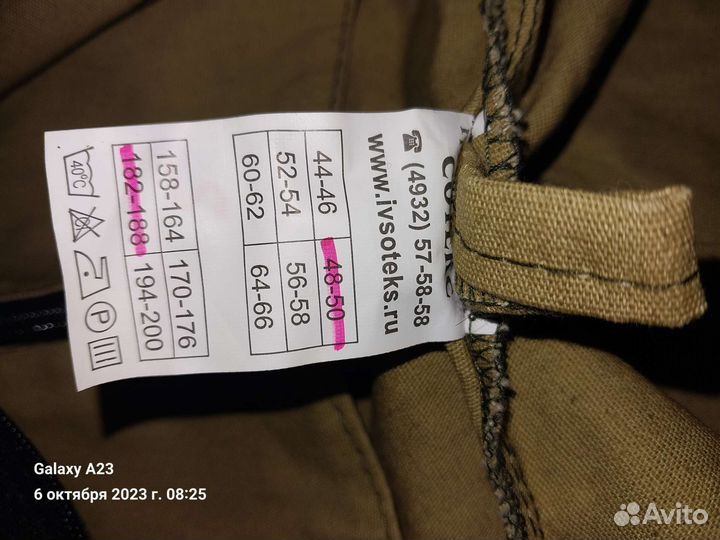 ☎ (4932) 57-58-58
www.ivsoteks.ru
44-46 48-50
52-54 56-58
60-62 64-66
158-164 170-176
182-188 194-200
40°C P
Galaxy A23
6 октября 2023 г. 08:25
Avito